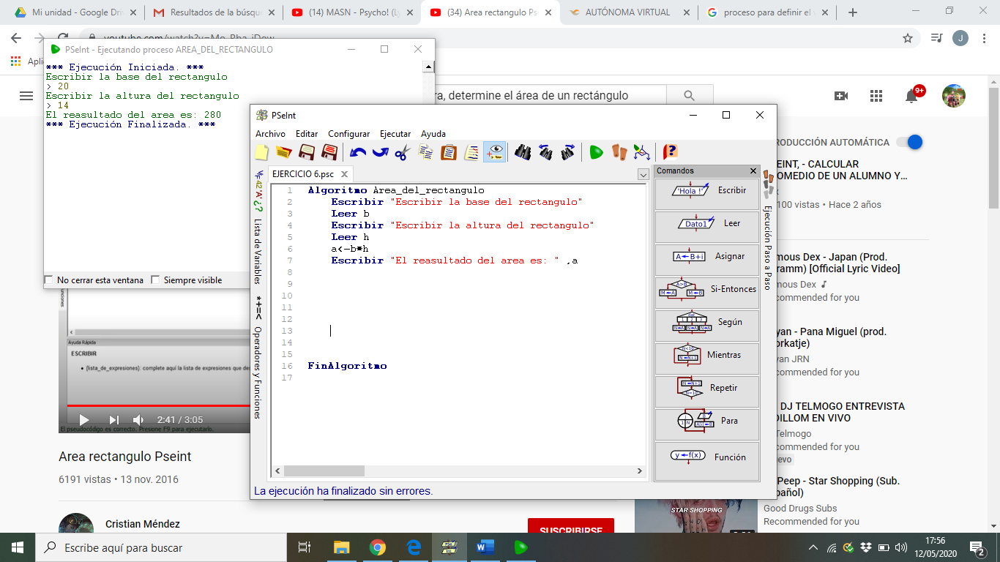 Mi unidad - Google Dri
Resultados de la búsque
(14) MASN - Psycho! (Ly
(34) Area rectangulo Ps
AUTÓNOMA VIRTUAL
proceso para definir el v
Apli
J
PSeInt - Ejecutando proceso AREA_DEL_RECTANGULO
*** Ejecución Iniciada. ***
Escribir la base del rectangulo
> 20
Escribir la altura del rectangulo
> 14
El reasultado del area es: 280
*** Ejecución Finalizada. ***
No cerrar esta ventana
Siempre visible
ra, determine el área de un rectángulo
9+
PSeInt
Archivo Editar Configurar Ejecutar Ayuda
EJERCICIO 6.psc
1 Algoritmo Area_del_rectangulo
2 Escribir "Escribir la base del rectangulo"
3 Leer b
4 Escribir "Escribir la altura del rectangulo"
5 Leer h
6 a<-b*h
7 Escribir "El reasultado del area es: " ,a
8
9
10
11
12
13
14
15
16 FinAlgoritmo
17
Lista de Variables
*+=< Operadores y Funciones
Comandos
'Hola !' Escribir
Dato1 Leer
A←B+i Asignar
Si-Entonces
Según
Mientras
Repetir
Para
y←f(x) Función
Ejecución Paso a Paso
La ejecución ha finalizado sin errores.
RODUCCIÓN AUTOMÁTICA
EINT, - CALCULAR
OMEDIO DE UN ALUMNO Y...
100 vistas • Hace 2 años
mous Dex - Japan (Prod.
ramm) [Official Lyric Video]
mous Dex
commended for you
yan - Pana Miguel (prod.
orkatje)
van JRN
commended for you
DJ TELMOGO ENTREVISTA
DILLOM EN VIVO
Telmogo
commended for you
evo
Peep - Star Shopping (Sub.
pañol)
Good Drugs Subs
Recommended for you
STAR SHOPPING
Ayuda Rápida
ESCRIBIR
{lista_de_expresiones}: complete aquí la lista de expresiones que des
2:41 / 3:05
El pseudocódigo es correcto. Presione F9 para ejecutarlo.
Area rectangulo Pseint
6191 vistas • 13 nov. 2016
Cristian Méndez
SUSCRIBIRSE
Escribe aquí para buscar
17:56
12/05/2020
2